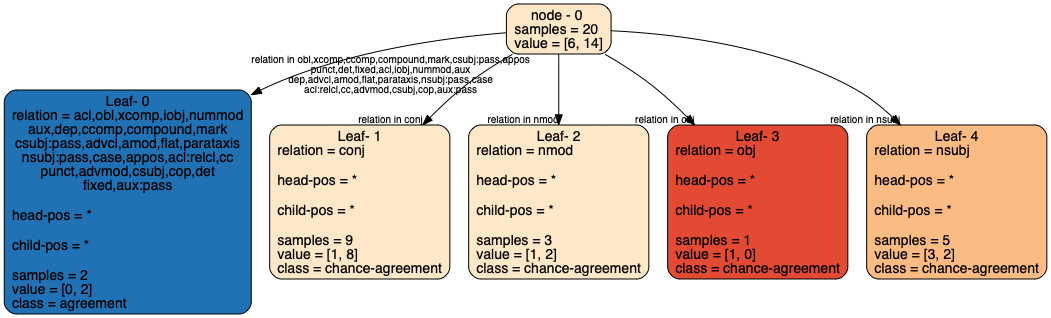 node - 0
samples = 20
value = [6, 14]
relation in obl,xcomp,ccomp,compound,mark,csubj:pass,appos
punct,det,fixed,acl,iobj,nummod,aux
dep,advcl,amod,flat,parataxis,nsubj:pass,case
acl:relcl,cc,advmod,csubj,cop,aux:pass
relation in conj
relation in nmod
relation in obj
relation in nsubj
Leaf- 0
relation = acl,obl,xcomp,iobj,nummod
aux,dep,ccomp,compound,mark
csubj:pass,advcl,amod,flat,parataxis
nsubj:pass,case,appos,acl:relcl,cc
punct,advmod,csubj,cop,det
fixed,aux:pass
head-pos = *
child-pos = *
samples = 2
value = [0, 2]
class = agreement
Leaf- 1
relation = conj
head-pos = *
child-pos = *
samples = 9
value = [1, 8]
class = chance-agreement
Leaf- 2
relation = nmod
head-pos = *
child-pos = *
samples = 3
value = [1, 2]
class = chance-agreement
Leaf- 3
relation = obj
head-pos = *
child-pos = *
samples = 1
value = [1, 0]
class = chance-agreement
Leaf- 4
relation = nsubj
head-pos = *
child-pos = *
samples = 5
value = [3, 2]
class = chance-agreement